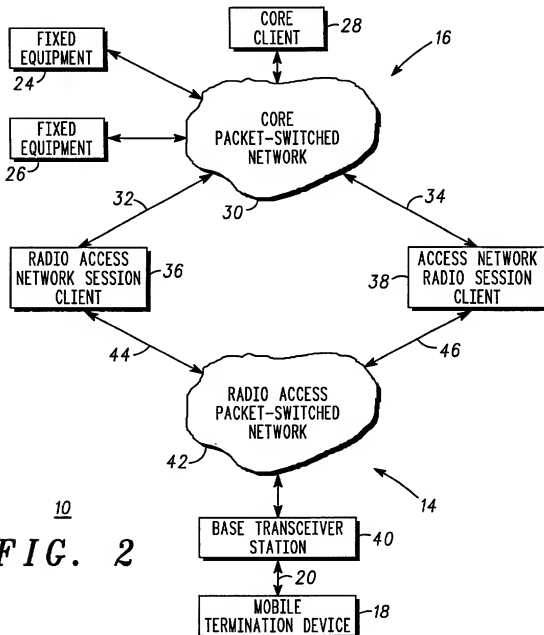 CORE
CLIENT
28
FIXED
EQUIPMENT
24
16
CORE
PACKET-SWITCHED
NETWORK
FIXED
EQUIPMENT
26
30
32
34
RADIO ACCESS
NETWORK SESSION
CLIENT
36
38
ACCESS NETWORK
RADIO SESSION
CLIENT
44
46
RADIO ACCESS
PACKET-SWITCHED
NETWORK
42
14
10
FIG. 2
BASE TRANSCEIVER
STATION
40
20
MOBILE
TERMINATION DEVICE
18